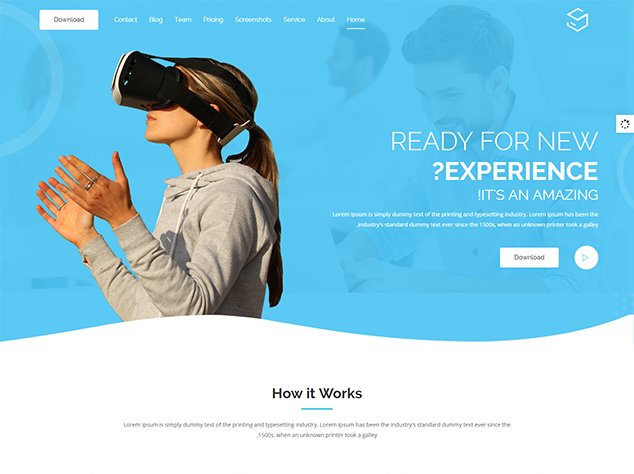 Download Contact Blog Team Pricing Screenshots Service About Home
READY FOR NEW
?EXPERIENCE
!IT'S AN AMAZING
Lorem Ipsum is simply dummy text of the printing and typesetting industry. Lorem Ipsum has been the
,industry's standard dummy text ever since the 1500s, when an unknown printer took a galley
Download
How it Works
Lorem Ipsum is simply dummy text of the printing and typesetting industry. Lorem Ipsum has been the industry's standard dummy text ever since the
,1500s, when an unknown printer took a galley